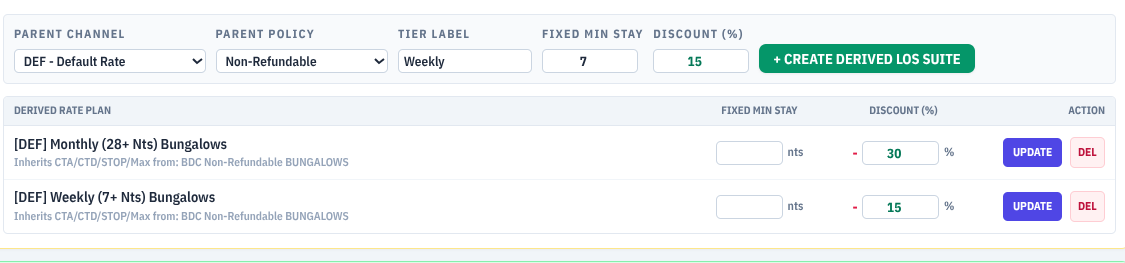 PARENT CHANNEL PARENT POLICY TIER LABEL FIXED MIN STAY DISCOUNT (%)
DEF - Default Rate Non-Refundable Weekly 7 15 + CREATE DERIVED LOS SUITE
DERIVED RATE PLAN FIXED MIN STAY DISCOUNT (%) ACTION
[DEF] Monthly (28+ Nts) Bungalows
Inherits CTA/CTD/STOP/Max from: BDC Non-Refundable BUNGALOWS
nts - 30 % UPDATE DEL
[DEF] Weekly (7+ Nts) Bungalows
Inherits CTA/CTD/STOP/Max from: BDC Non-Refundable BUNGALOWS
nts - 15 % UPDATE DEL